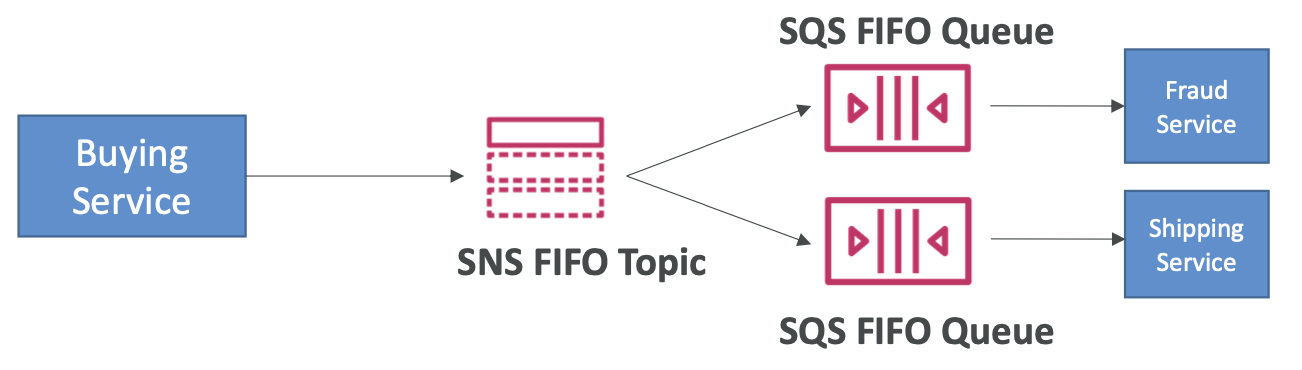 Buying
Service
SNS FIFO Topic
SQS FIFO Queue
Fraud
Service
Shipping
Service
SQS FIFO Queue